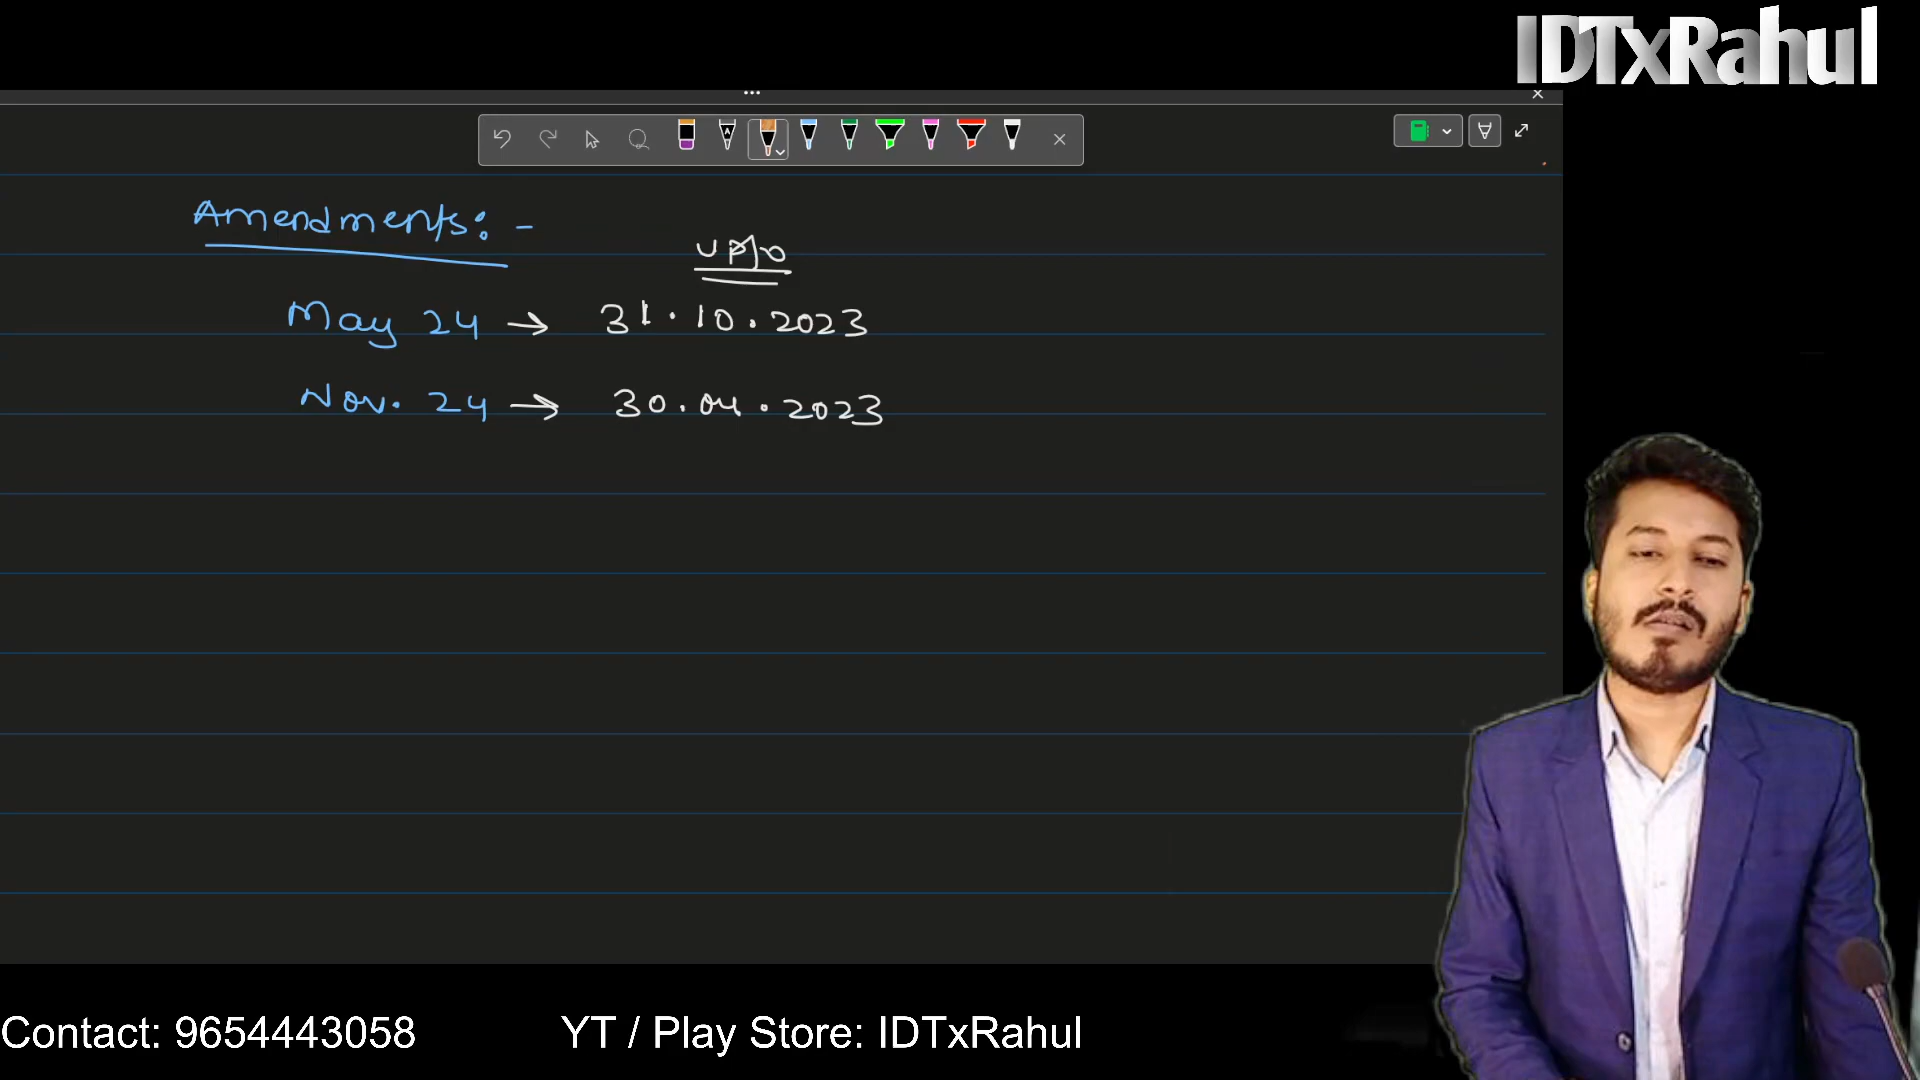 IDTxRahul
Amendments: -
upto
May 24 → 31.10.2023
Nov. 24 → 30.04.2023
Contact: 9654443058 YT / Play Store: IDTxRahul